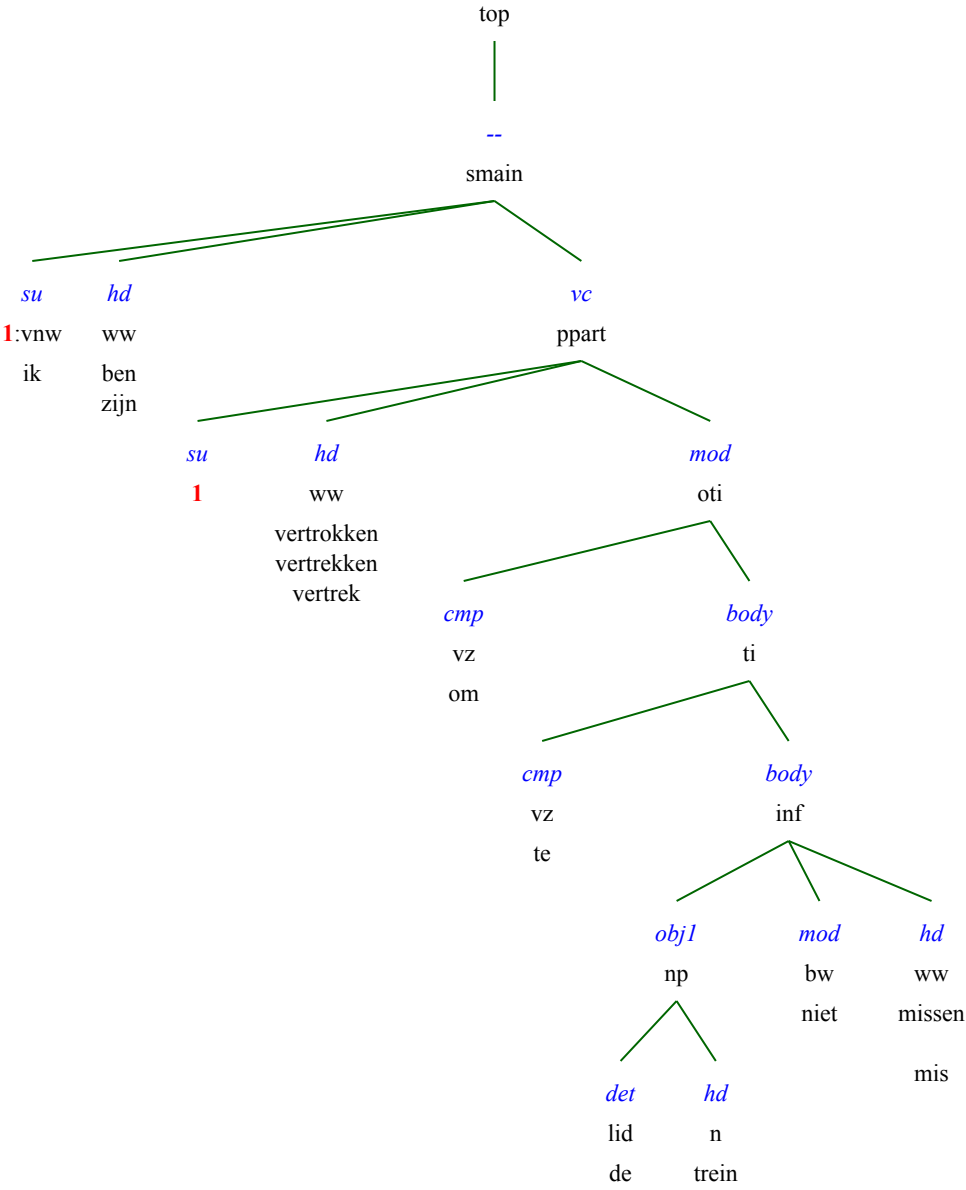 top
--
smain
su hd vc
1:vnw ww ppart
ik ben
zijn
su hd mod
1 ww oti
vertrokken
vertrekken
vertrek
cmp body
vz ti
om
cmp body
vz inf
te
obj1 mod hd
np bw ww
niet missen
mis
det hd
lid n
de trein